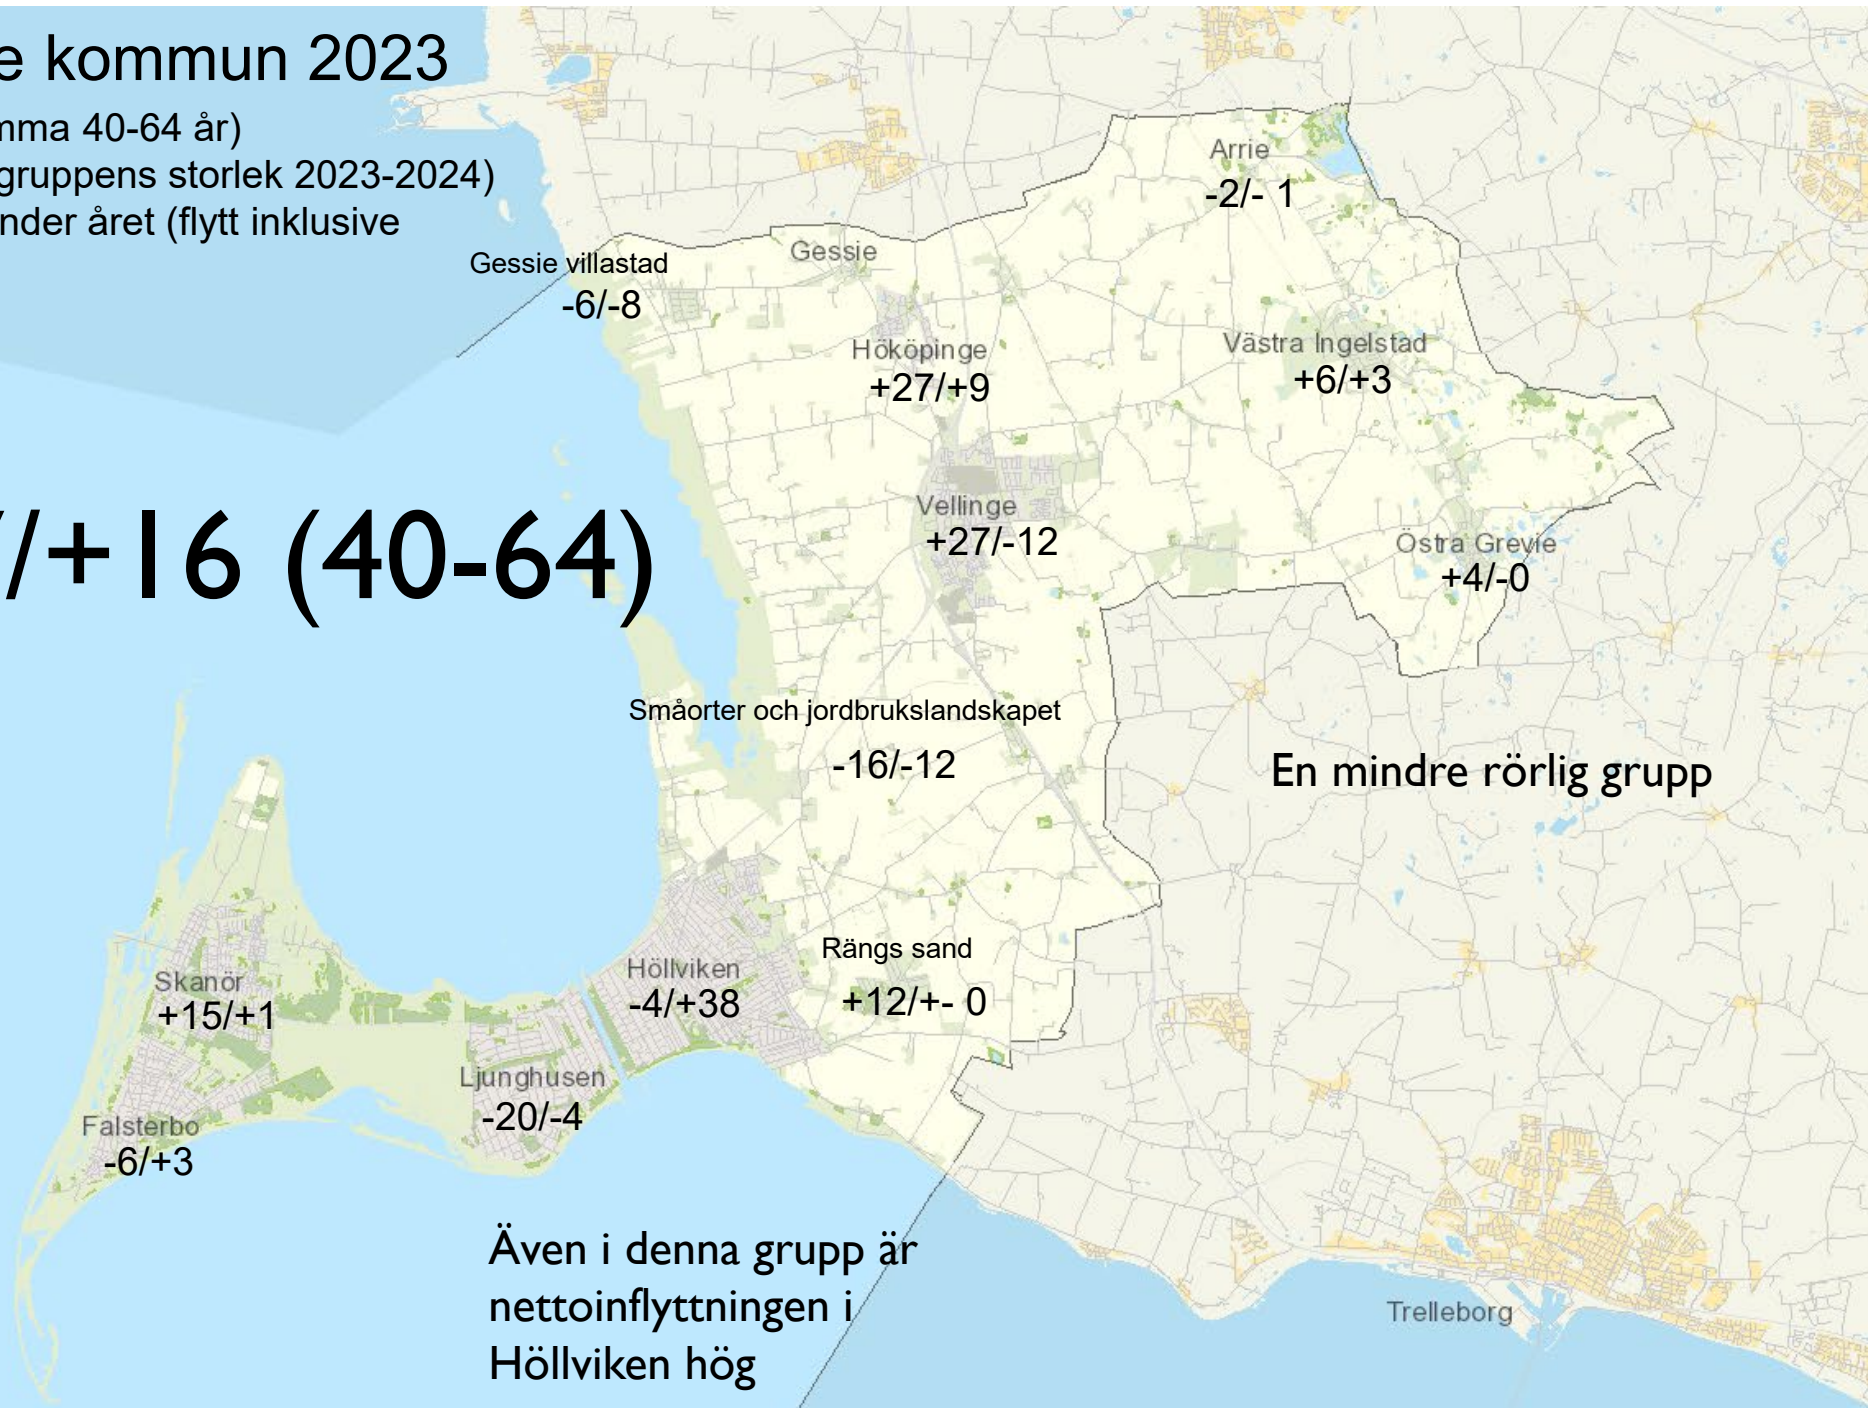 e kommun 2023
mma 40-64 år)
gruppens storlek 2023-2024)
nder året (flytt inklusive
Arrie
-2/- 1
Gessie villastad
-6/-8
Gessie
Hököpinge
+27/+9
Västra Ingelstad
+6/+3
/+16 (40-64)
Vellinge
+27/-12
Östra Grevie
+4/-0
Småorter och jordbrukslandskapet
-16/-12
En mindre rörlig grupp
Rängs sand
+12/+- 0
Höllviken
-4/+38
Skanör
+15/+1
Ljunghusen
-20/-4
Falsterbo
-6/+3
Även i denna grupp är
nettoinflyttningen i
Höllviken hög
Trelleborg